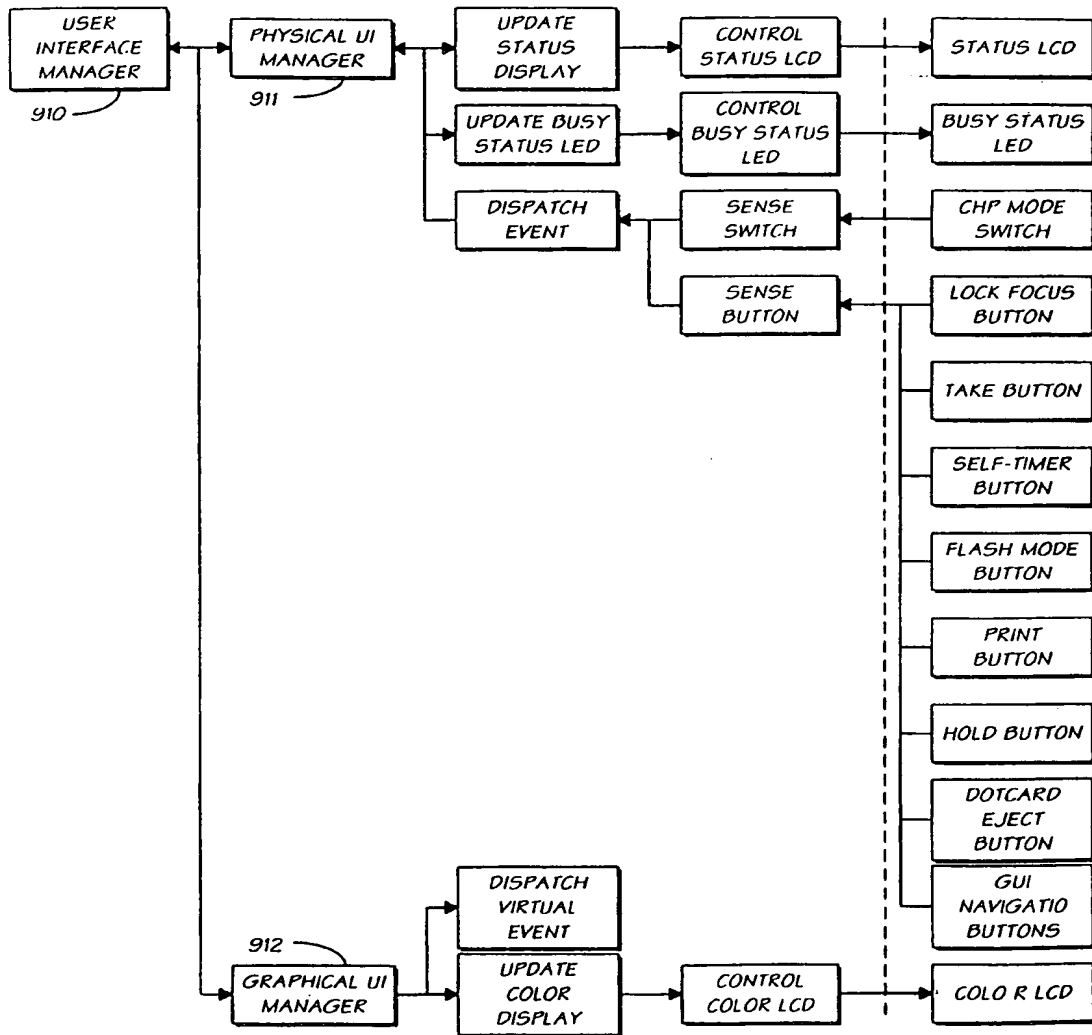 USER
INTERFACE
MANAGER
910
PHYSICAL UI
MANAGER
911
UPDATE
STATUS
DISPLAY
CONTROL
STATUS LCD
STATUS LCD
UPDATE BUSY
STATUS LED
CONTROL
BUSY STATUS
LED
BUSY STATUS
LED
DISPATCH
EVENT
SENSE
SWITCH
CHP MODE
SWITCH
SENSE
BUTTON
LOCK FOCUS
BUTTON
TAKE BUTTON
SELF-TIMER
BUTTON
FLASH MODE
BUTTON
PRINT
BUTTON
HOLD BUTTON
DOTCARD
EJECT
BUTTON
GUI
NAVIGATIO
BUTTONS
DISPATCH
VIRTUAL
EVENT
912
GRAPHICAL UI
MANAGER
UPDATE
COLOR
DISPLAY
CONTROL
COLOR LCD
COLO R LCD